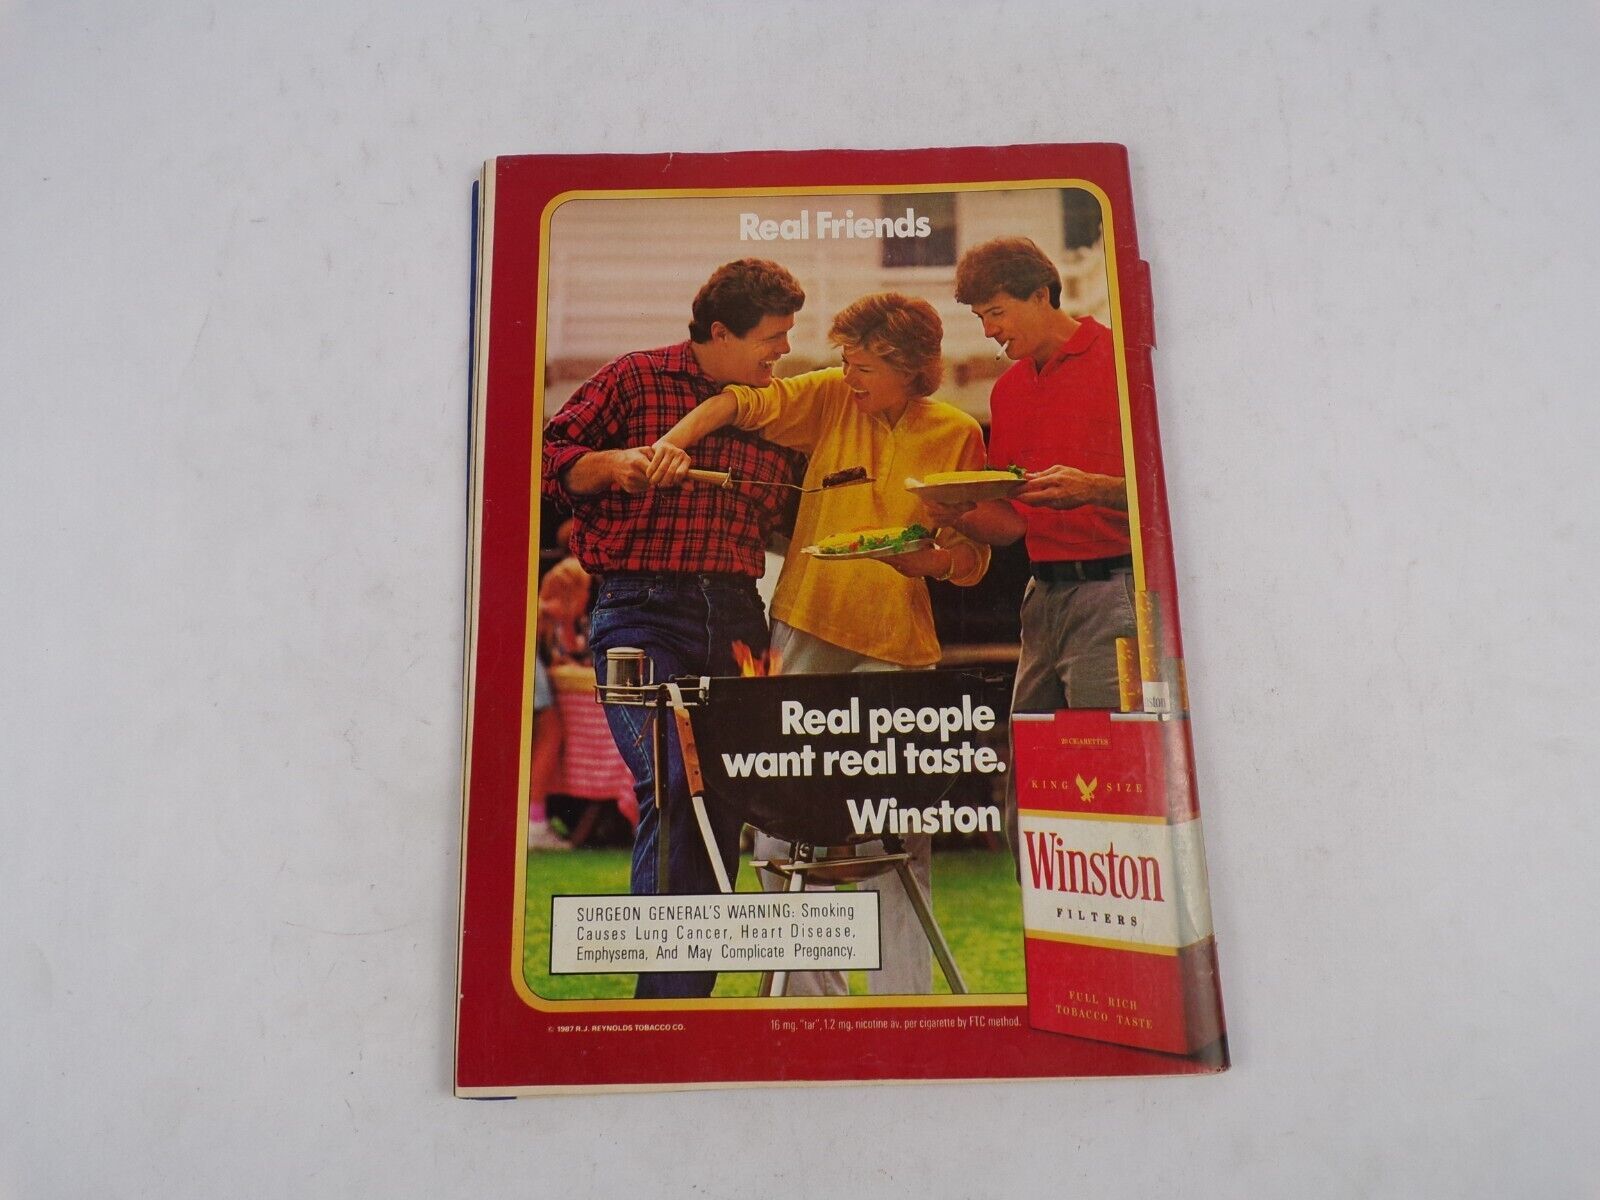 Real Friends
Real people
want real taste.
Winston
20 CIGARETTES
KING SIZE
Winston
FILTERS
FULL RICH
TOBACCO TASTE
SURGEON GENERAL'S WARNING: Smoking
Causes Lung Cancer, Heart Disease,
Emphysema, And May Complicate Pregnancy.
© 1987 R.J. REYNOLDS TOBACCO CO.
16 mg. "tar", 1.2 mg. nicotine av. per cigarette by FTC method.